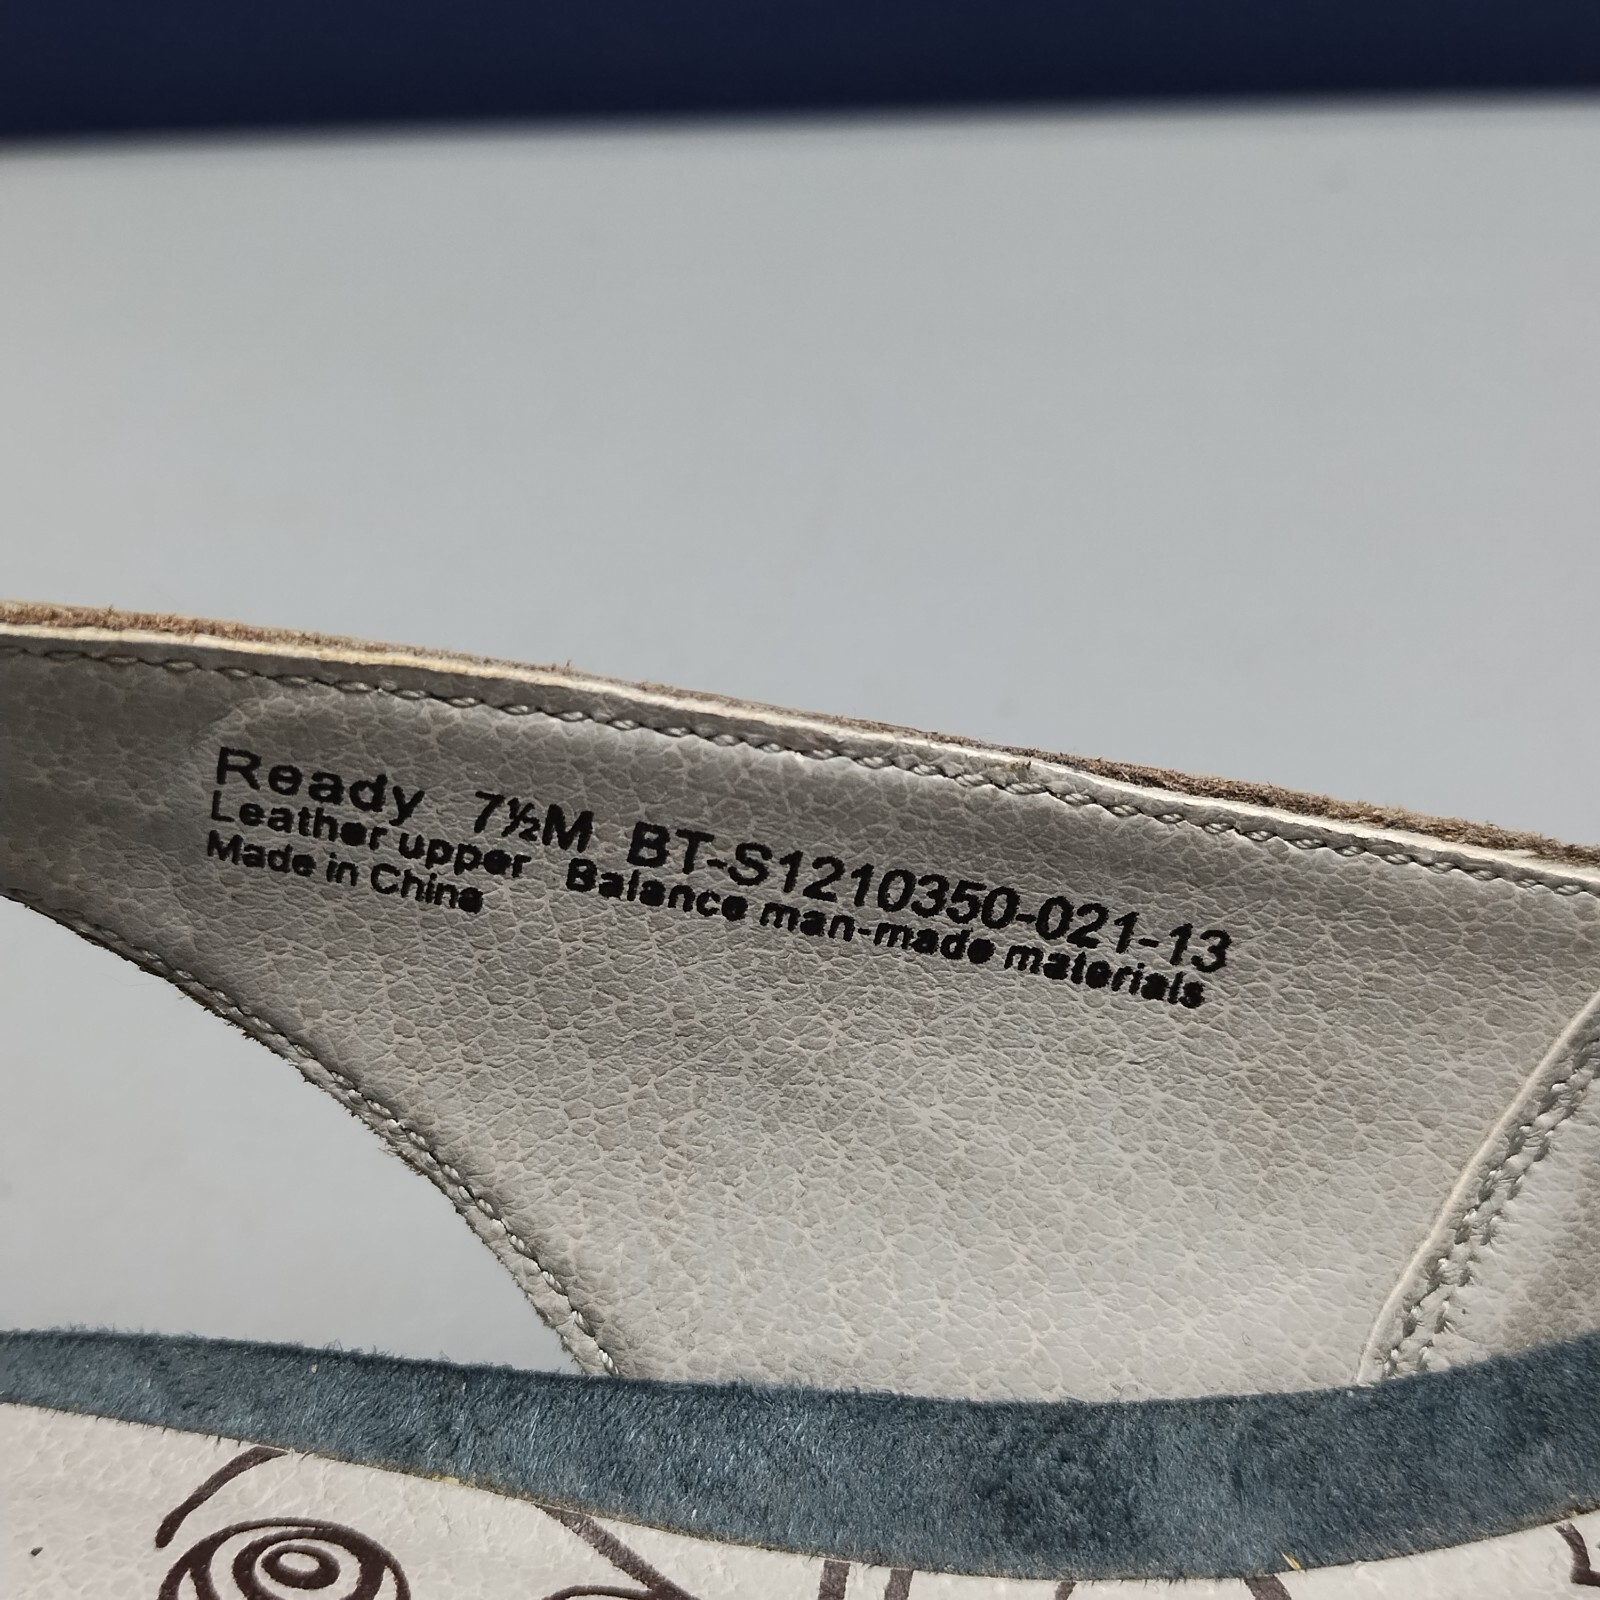 Ready 7½M BT-S1210350-021-13
Leather upper Balance man-made materials
Made in China